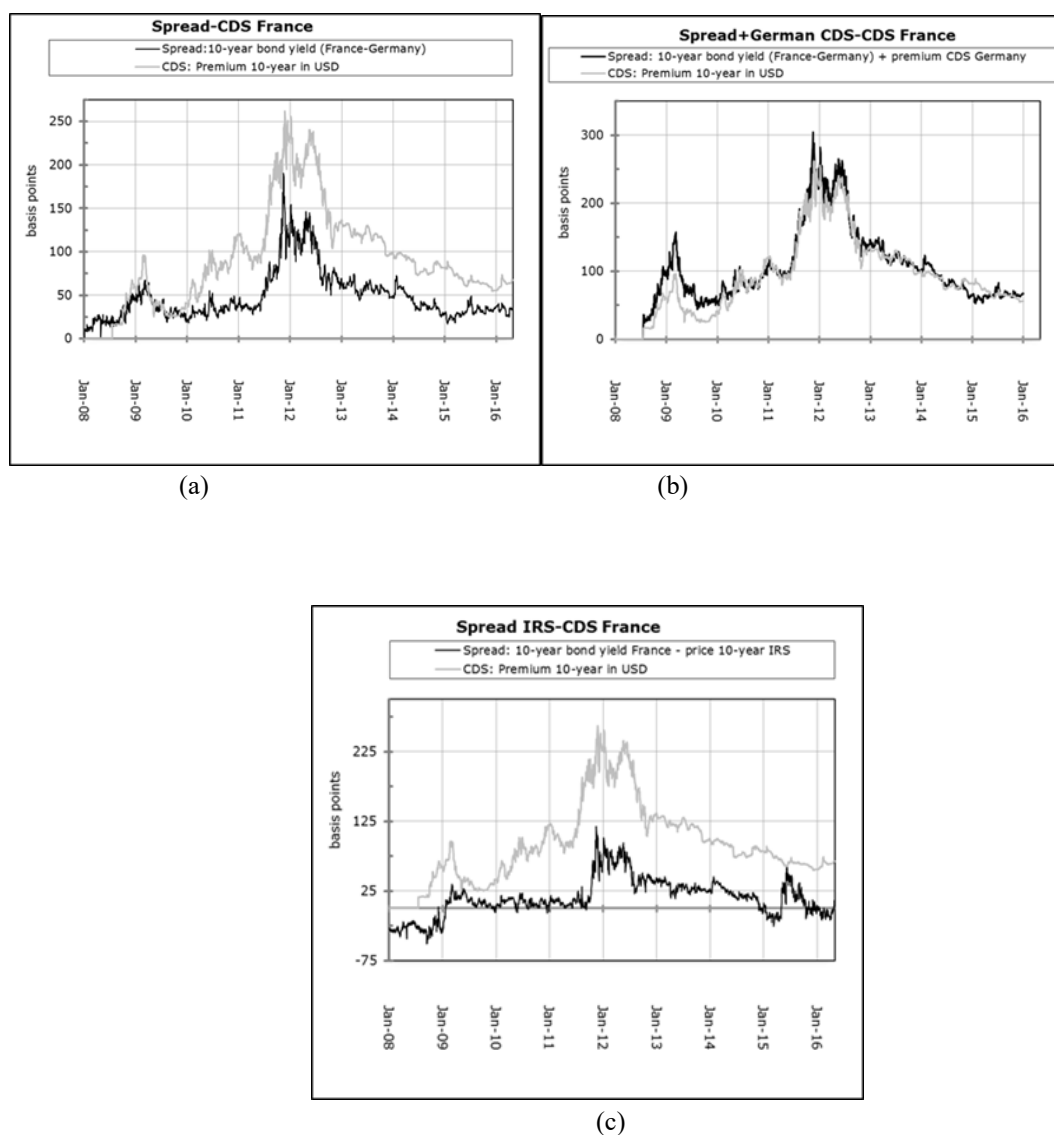 Spread-CDS France
Spread:10-year bond yield (France-Germany)
CDS: Premium 10-year in USD
basis points
250
200
150
100
50
0
Jan-08
Jan-09
Jan-10
Jan-11
Jan-12
Jan-13
Jan-14
Jan-15
Jan-16
(a)
Spread+German CDS-CDS France
Spread: 10-year bond yield (France-Germany) + premium CDS Germany
CDS: Premium 10-year in USD
basis points
300
200
100
0
Jan-08
Jan-09
Jan-10
Jan-11
Jan-12
Jan-13
Jan-14
Jan-15
Jan-16
(b)
Spread IRS-CDS France
Spread: 10-year bond yield France - price 10-year IRS
CDS: Premium 10-year in USD
basis points
225
125
25
-75
Jan-08
Jan-09
Jan-10
Jan-11
Jan-12
Jan-13
Jan-14
Jan-15
Jan-16
(c)